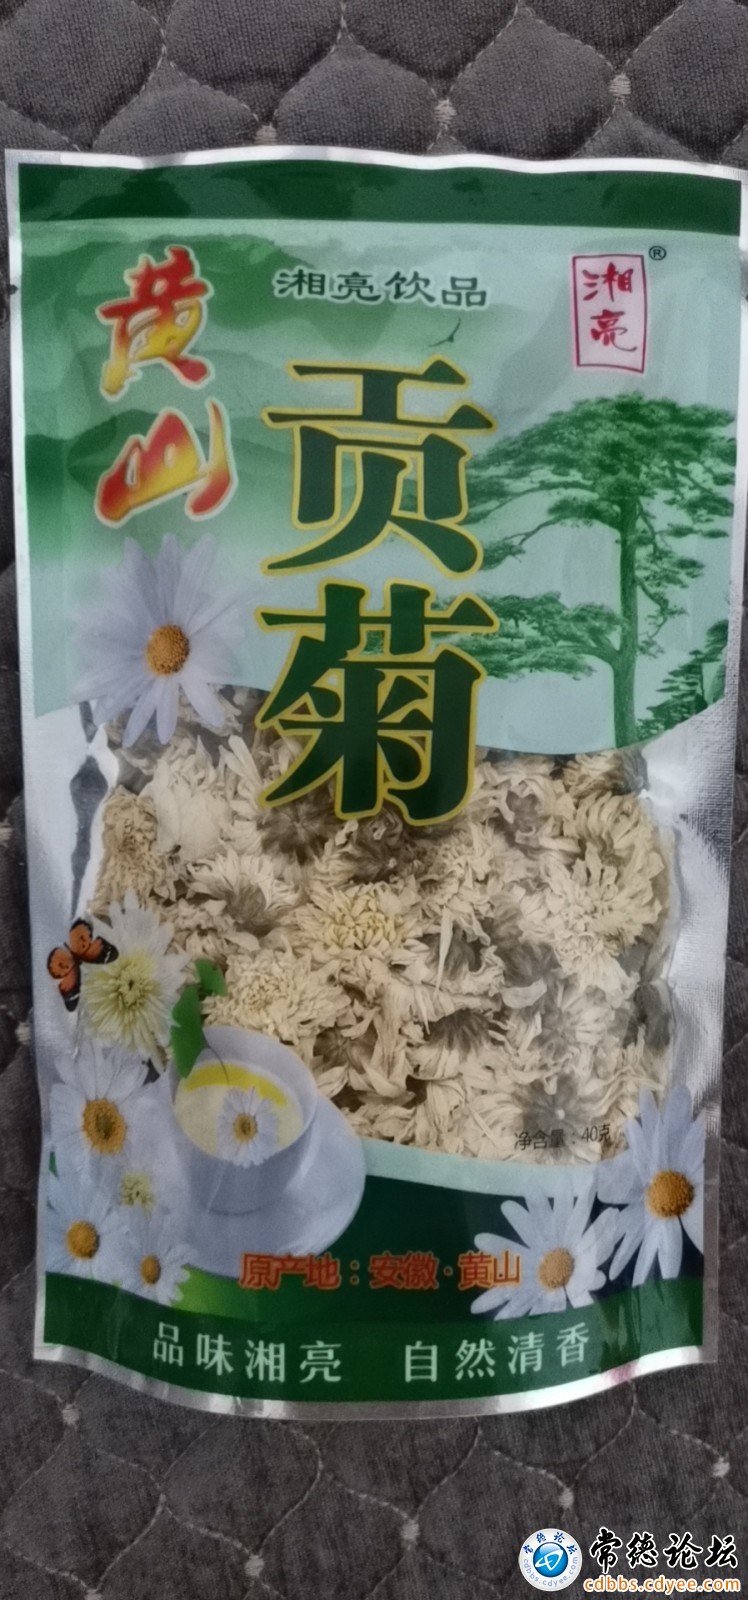 湘亮饮品
湘亮®
黄山
贡菊
净含量：40克
原产地：安徽·黄山
品味湘亮 自然清香
常德论坛
cdbbs.cdyee.com